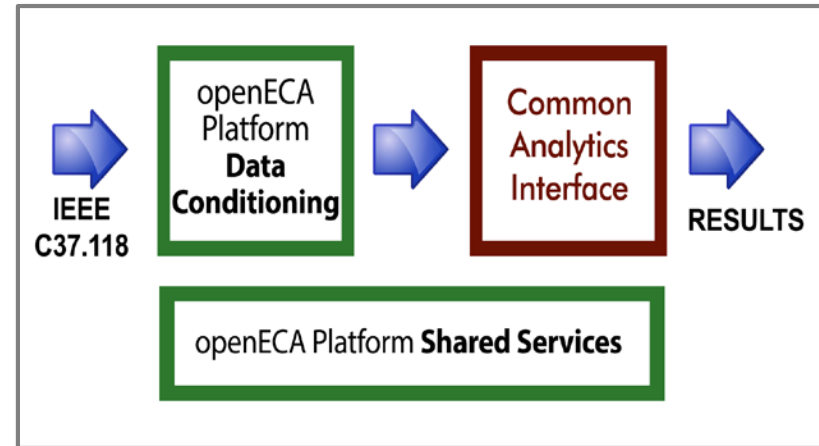 IEEE
C37.118
openECA
Platform
Data
Conditioning
Common
Analytics
Interface
RESULTS
openECA Platform Shared Services